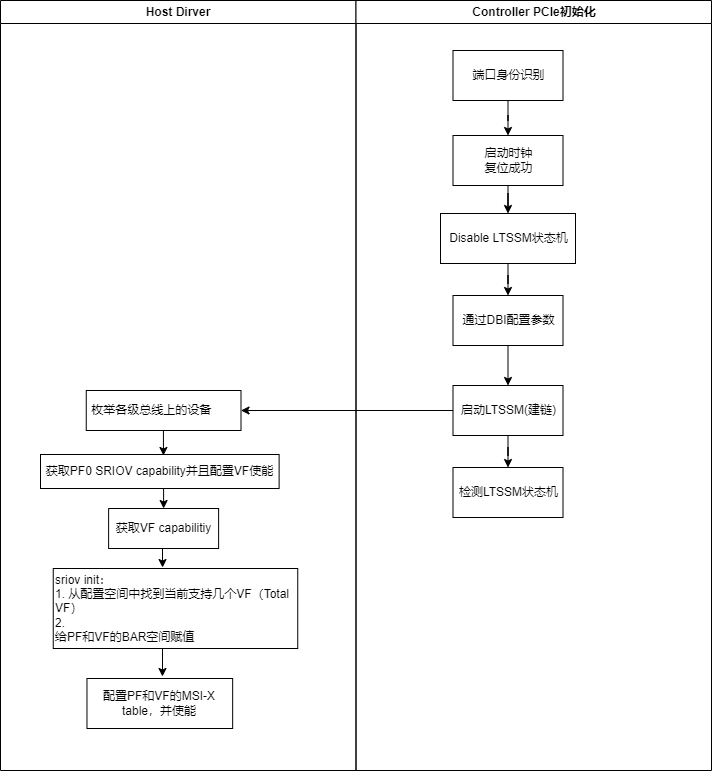 Host Dirver
Controller PCIe初始化
端口身份识别
启动时钟
复位成功
Disable LTSSM状态机
通过DBI配置参数
启动LTSSM(建链)
检测LTSSM状态机
枚举各级总线上的设备
获取PF0 SRIOV capability并且配置VF使能
获取VF capabilitiy
sriov init：
1. 从配置空间中找到当前支持几个VF（Total
VF）
2.
给PF和VF的BAR空间赋值
配置PF和VF的MSI-X
table，并使能